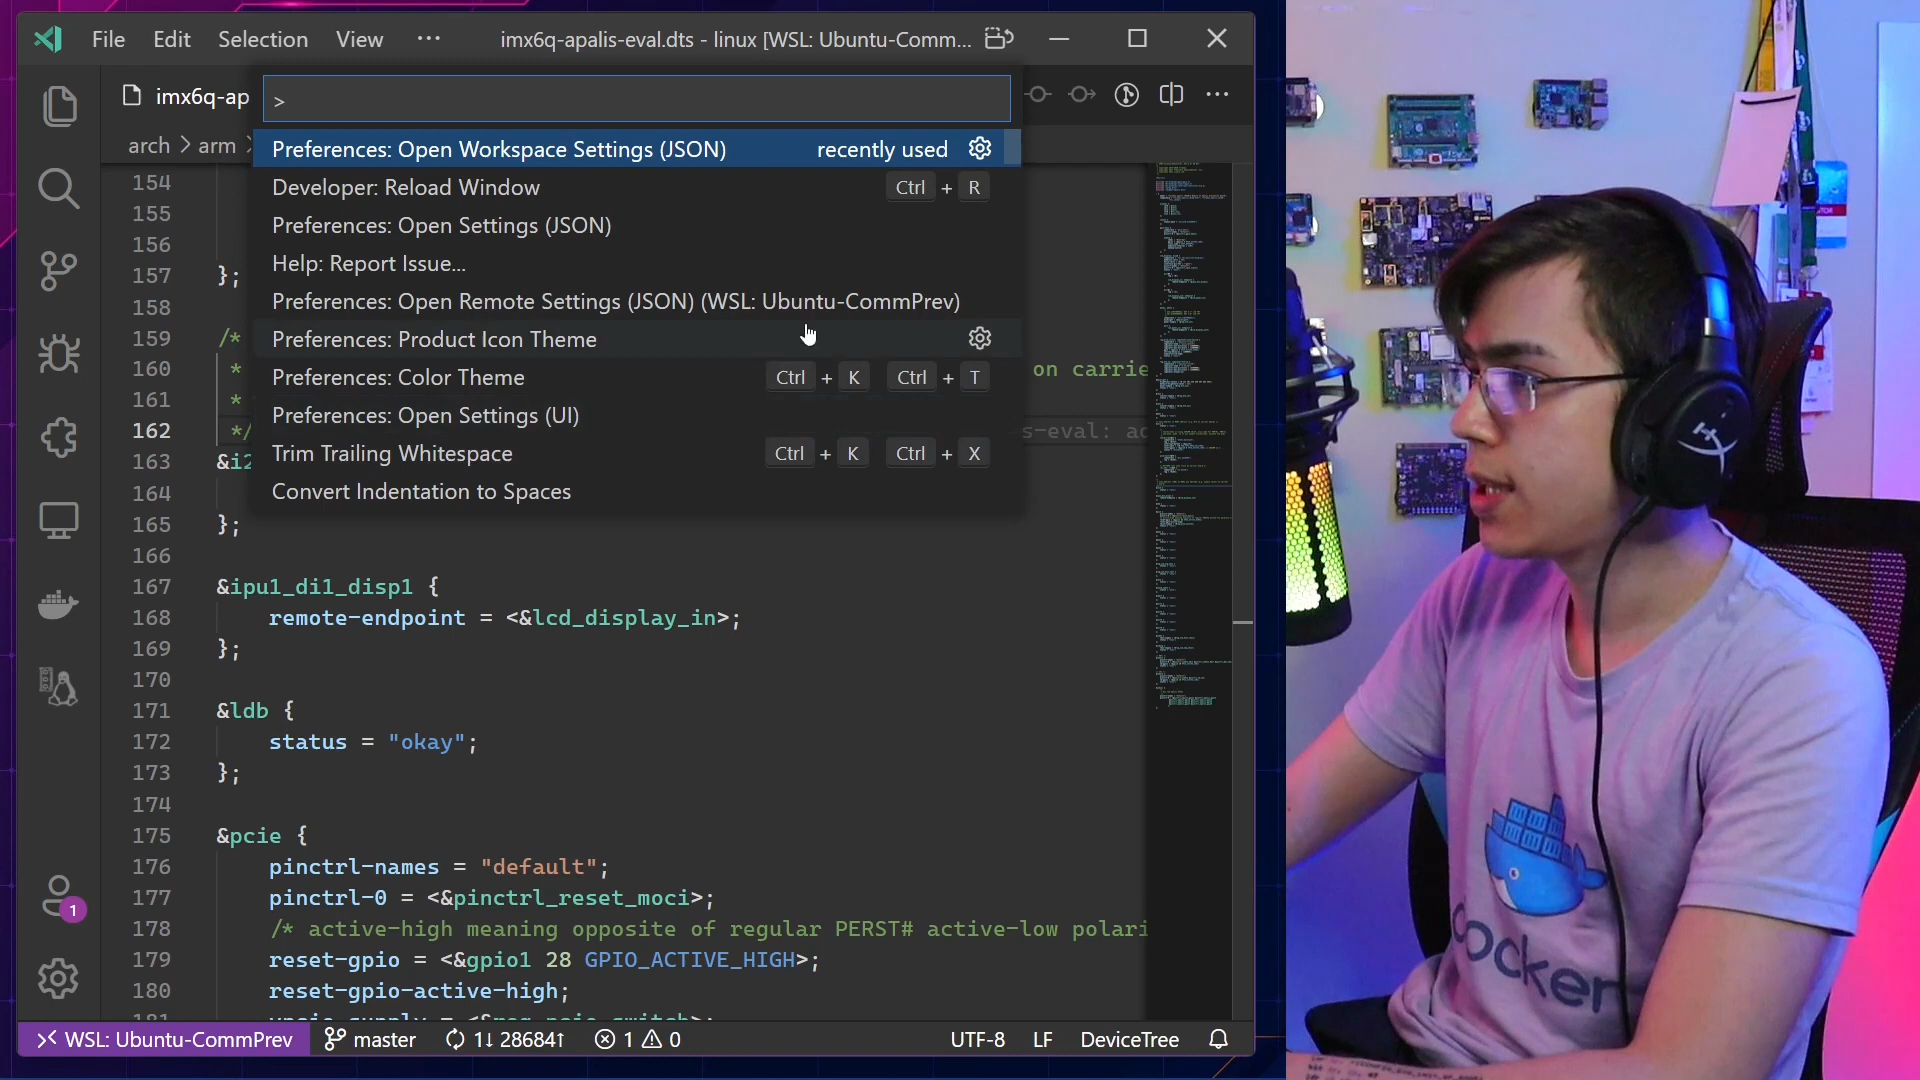 File Edit Selection View ··· imx6q-apalis-eval.dts - linux [WSL: Ubuntu-Comm...
imx6q-ap
>
arch > arm >
Preferences: Open Workspace Settings (JSON) recently used
Developer: Reload Window Ctrl + R
Preferences: Open Settings (JSON)
Help: Report Issue...
Preferences: Open Remote Settings (JSON) (WSL: Ubuntu-CommPrev)
Preferences: Product Icon Theme
Preferences: Color Theme Ctrl + K Ctrl + T
Preferences: Open Settings (UI)
Trim Trailing Whitespace Ctrl + K Ctrl + X
Convert Indentation to Spaces
154
155
156
157 };
158
159 /*
160 * on carrie
161 *
162 */ s-eval: ad
163 &i2
164
165 };
166
167 &ipu1_di1_disp1 {
168 remote-endpoint = <&lcd_display_in>;
169 };
170
171 &ldb {
172 status = "okay";
173 };
174
175 &pcie {
176 pinctrl-names = "default";
177 pinctrl-0 = <&pinctrl_reset_moci>;
178 /* active-high meaning opposite of regular PERST# active-low polari
179 reset-gpio = <&gpio1 28 GPIO_ACTIVE_HIGH>;
180 reset-gpio-active-high;
1
WSL: Ubuntu-CommPrev master 1↓ 28684↑ 1 0 UTF-8 LF DeviceTree
docker